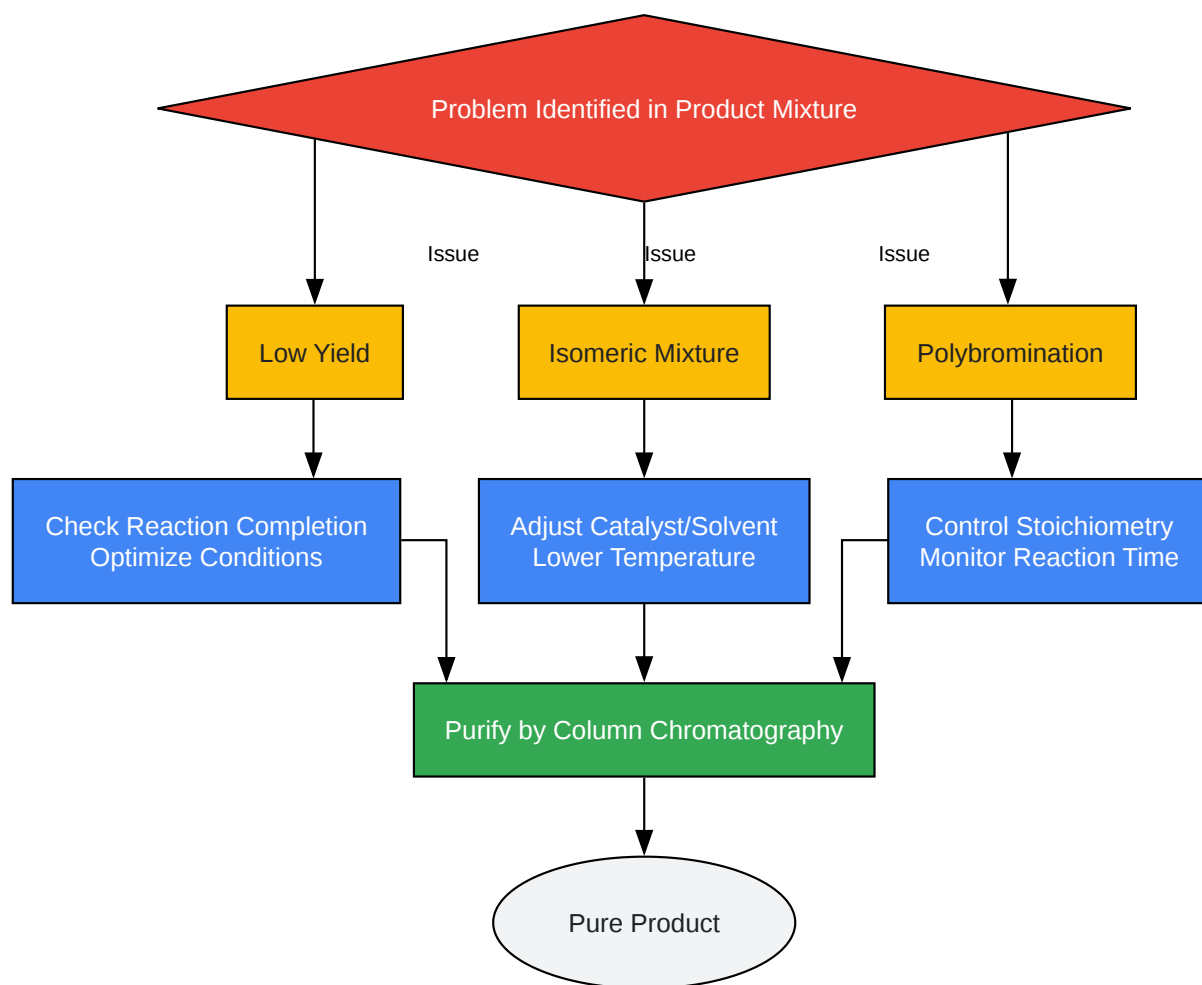 Problem Identified in Product Mixture
Issue
Issue
Issue
Low Yield
Isomeric Mixture
Polybromination
Check Reaction Completion
Optimize Conditions
Adjust Catalyst/Solvent
Lower Temperature
Control Stoichiometry
Monitor Reaction Time
Purify by Column Chromatography
Pure Product